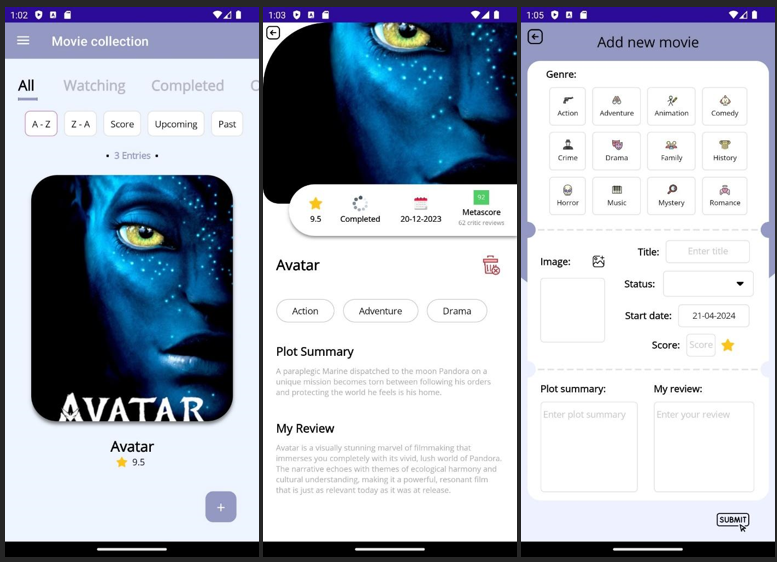 1:02
Movie collection
All Watching Completed
A - Z Z - A Score Upcoming Past
• 3 Entries •
AVATAR
Avatar
9.5
+
1:03
92
9.5 Completed 20-12-2023 Metascore
62 critic reviews
Avatar
Action Adventure Drama
Plot Summary
A paraplegic Marine dispatched to the moon Pandora on a
unique mission becomes torn between following his orders
and protecting the world he feels is his home.
My Review
Avatar is a visually stunning marvel of filmmaking that
immerses you completely with its vivid, lush world of Pandora.
The narrative echoes with themes of ecological harmony and
cultural understanding, making it a powerful, resonant film
that is just as relevant today as it was at release.
1:05
Add new movie
Genre:
Action Adventure Animation Comedy
Crime Drama Family History
Horror Music Mystery Romance
Title: Enter title
Image:
Status:
Start date: 21-04-2024
Score: Score
Plot summary: My review:
Enter plot summary Enter your review
SUBMIT